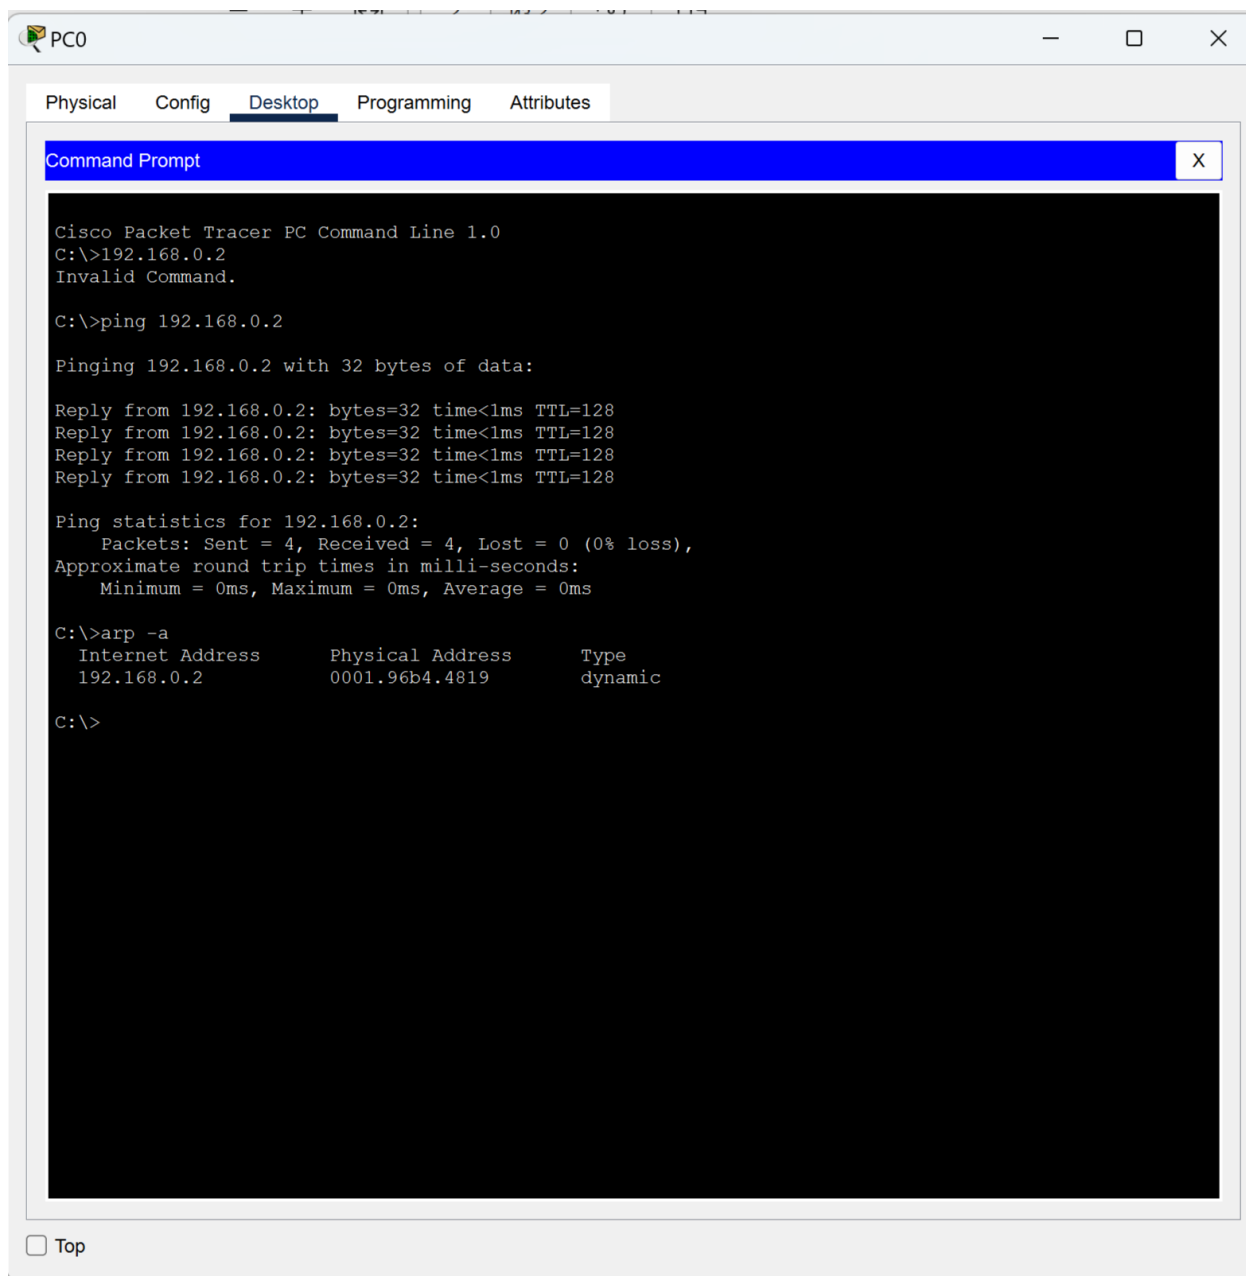 PC0
Physical Config Desktop Programming Attributes
Command Prompt X
Cisco Packet Tracer PC Command Line 1.0
C:\>192.168.0.2
Invalid Command.
C:\>ping 192.168.0.2
Pinging 192.168.0.2 with 32 bytes of data:
Reply from 192.168.0.2: bytes=32 time<1ms TTL=128
Reply from 192.168.0.2: bytes=32 time<1ms TTL=128
Reply from 192.168.0.2: bytes=32 time<1ms TTL=128
Reply from 192.168.0.2: bytes=32 time<1ms TTL=128
Ping statistics for 192.168.0.2:
    Packets: Sent = 4, Received = 4, Lost = 0 (0% loss),
Approximate round trip times in milli-seconds:
    Minimum = 0ms, Maximum = 0ms, Average = 0ms
C:\>arp -a
  Internet Address      Physical Address      Type
  192.168.0.2           0001.96b4.4819        dynamic
C:\>
Top